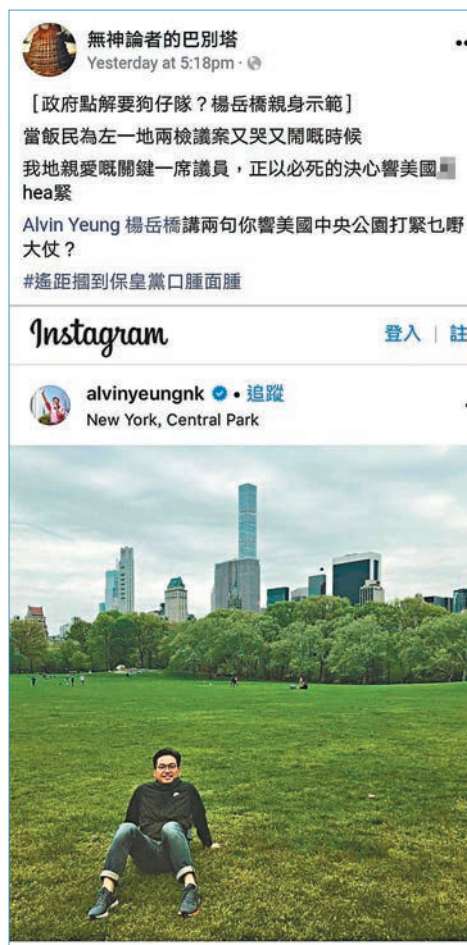 無神論者的巴別塔
Yesterday at 5:18pm ·
［政府點解要狗仔隊？楊岳橋親身示範］
當飯民為左一地兩檢議案又哭又鬧嘅時候
我地親愛嘅關鍵一席議員，正以必死的決心響美國
hea緊
Alvin Yeung 楊岳橋講兩句你響美國中央公園打緊乜嘢
大仗？
#遙距摑到保皇黨口腫面腫
Instagram
登入 | 註
alvinyeungnk • 追蹤
New York, Central Park